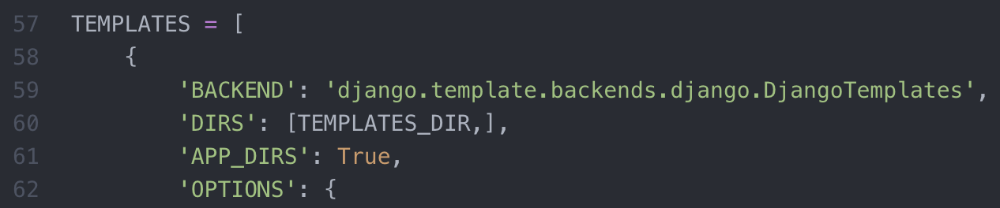 57 TEMPLATES = [
58     {
59         'BACKEND': 'django.template.backends.django.DjangoTemplates',
60         'DIRS': [TEMPLATES_DIR,],
61         'APP_DIRS': True,
62         'OPTIONS': {